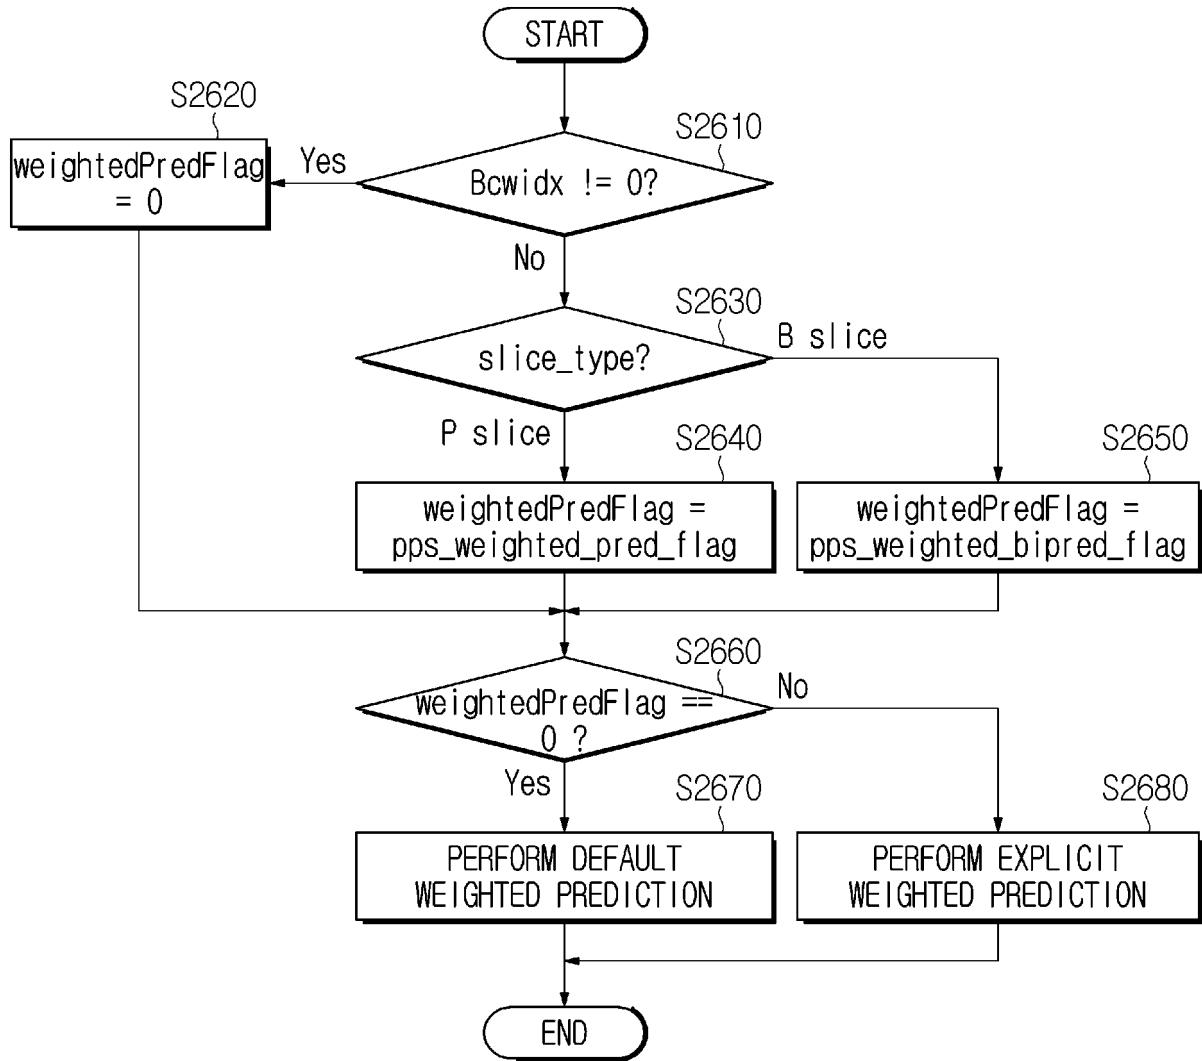 START
S2620
S2610
weightedPredFlag
= 0
Yes
Bcwidx != 0?
No
S2630
slice_type?
B slice
P slice
S2640
S2650
weightedPredFlag =
pps_weighted_pred_flag
weightedPredFlag =
pps_weighted_bipred_flag
S2660
weightedPredFlag ==
0 ?
No
Yes
S2670
S2680
PERFORM DEFAULT
WEIGHTED PREDICTION
PERFORM EXPLICIT
WEIGHTED PREDICTION
END